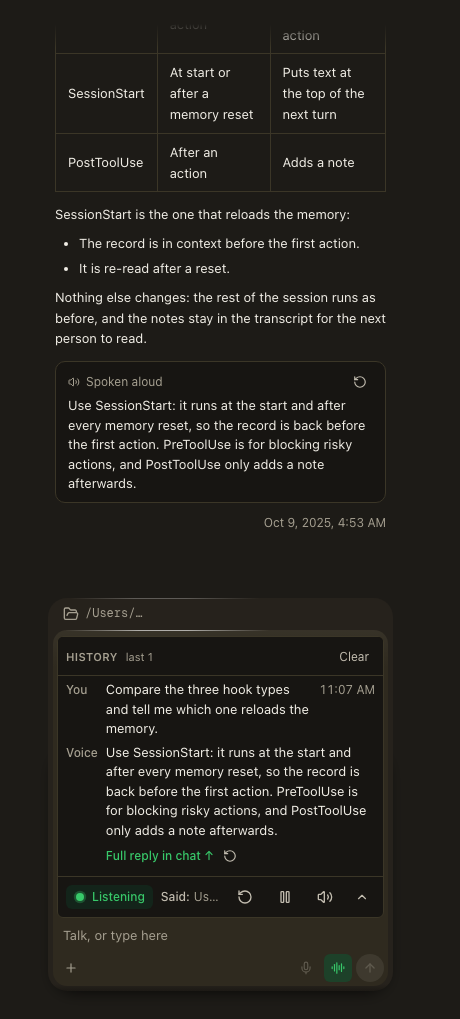 action
action
SessionStart
At start or
after a
memory reset
Puts text at
the top of the
next turn
PostToolUse
After an
action
Adds a note
SessionStart is the one that reloads the memory:
• The record is in context before the first action.
• It is re-read after a reset.
Nothing else changes: the rest of the session runs as
before, and the notes stay in the transcript for the next
person to read.
Spoken aloud
Use SessionStart: it runs at the start and after
every memory reset, so the record is back before
the first action. PreToolUse is for blocking risky
actions, and PostToolUse only adds a note
afterwards.
Oct 9, 2025, 4:53 AM
/Users/…
HISTORY last 1 Clear
You Compare the three hook types 11:07 AM
and tell me which one reloads the
memory.
Voice Use SessionStart: it runs at the start and
after every memory reset, so the record is
back before the first action. PreToolUse is
for blocking risky actions, and PostToolUse
only adds a note afterwards.
Full reply in chat ↑
Listening Said: Us…
Talk, or type here